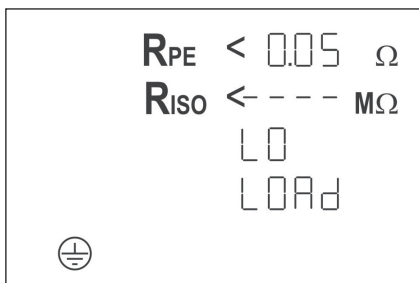 RPE < 0.05 Ω
RISO <---- MΩ
LO
LOAd